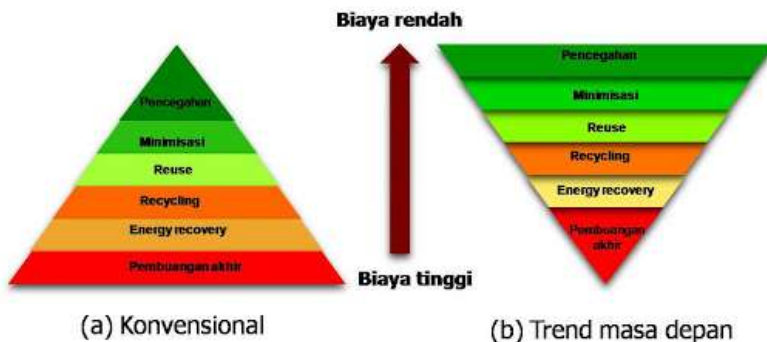 Biaya rendah
Pencegahan
Minimisasi
Reuse
Recycling
Energy recovery
Pembuangan akhir
Biaya tinggi
(a) Konvensional
Pencegahan
Minimisasi
Reuse
Recycling
Energy recovery
Pembuangan
akhir
(b) Trend masa depan